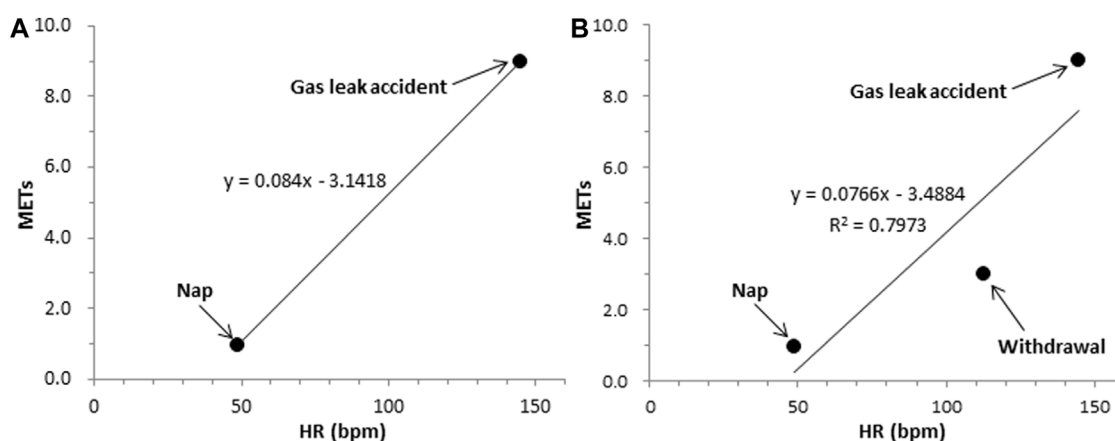 A
METs
10.0
8.0
6.0
4.0
2.0
0.0
Gas leak accident
y = 0.084x - 3.1418
Nap
0
50
100
150
HR (bpm)
B
METs
10.0
8.0
6.0
4.0
2.0
0.0
Gas leak accident
y = 0.0766x - 3.4884
R² = 0.7973
Nap
Withdrawal
0
50
100
150
HR (bpm)